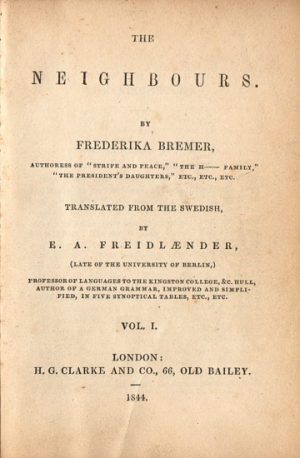 THE
NEIGHBOURS.
BY
FREDERIKA BREMER,
AUTHORESS OF "STRIFE AND PEACE," "THE H—— FAMILY,"
"THE PRESIDENT'S DAUGHTERS," ETC., ETC., ETC.
TRANSLATED FROM THE SWEDISH,
BY
E. A. FREIDLÆNDER,
(LATE OF THE UNIVERSITY OF BERLIN,)
PROFESSOR OF LANGUAGES TO THE KINGSTON COLLEGE, &C. HULL,
AUTHOR OF A GERMAN GRAMMAR, IMPROVED AND SIMPLI-
FIED, IN FIVE SYNOPTICAL TABLES, ETC., ETC.
VOL. I.
LONDON:
H. G. CLARKE AND CO., 66, OLD BAILEY.
—
1844.